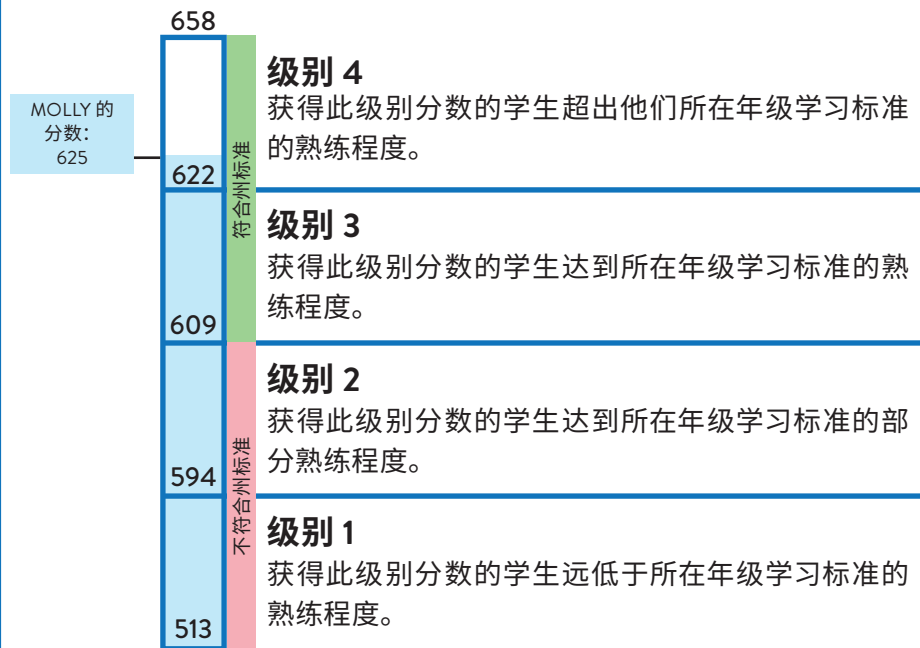 658
级别 4
获得此级别分数的学生超出他们所在年级学习标准
的熟练程度。
MOLLY 的
分数：
625
622
符合州标准
级别 3
获得此级别分数的学生达到所在年级学习标准的熟
练程度。
609
级别 2
获得此级别分数的学生达到所在年级学习标准的部
分熟练程度。
594
不符合州标准
级别 1
获得此级别分数的学生远低于所在年级学习标准的
熟练程度。
513